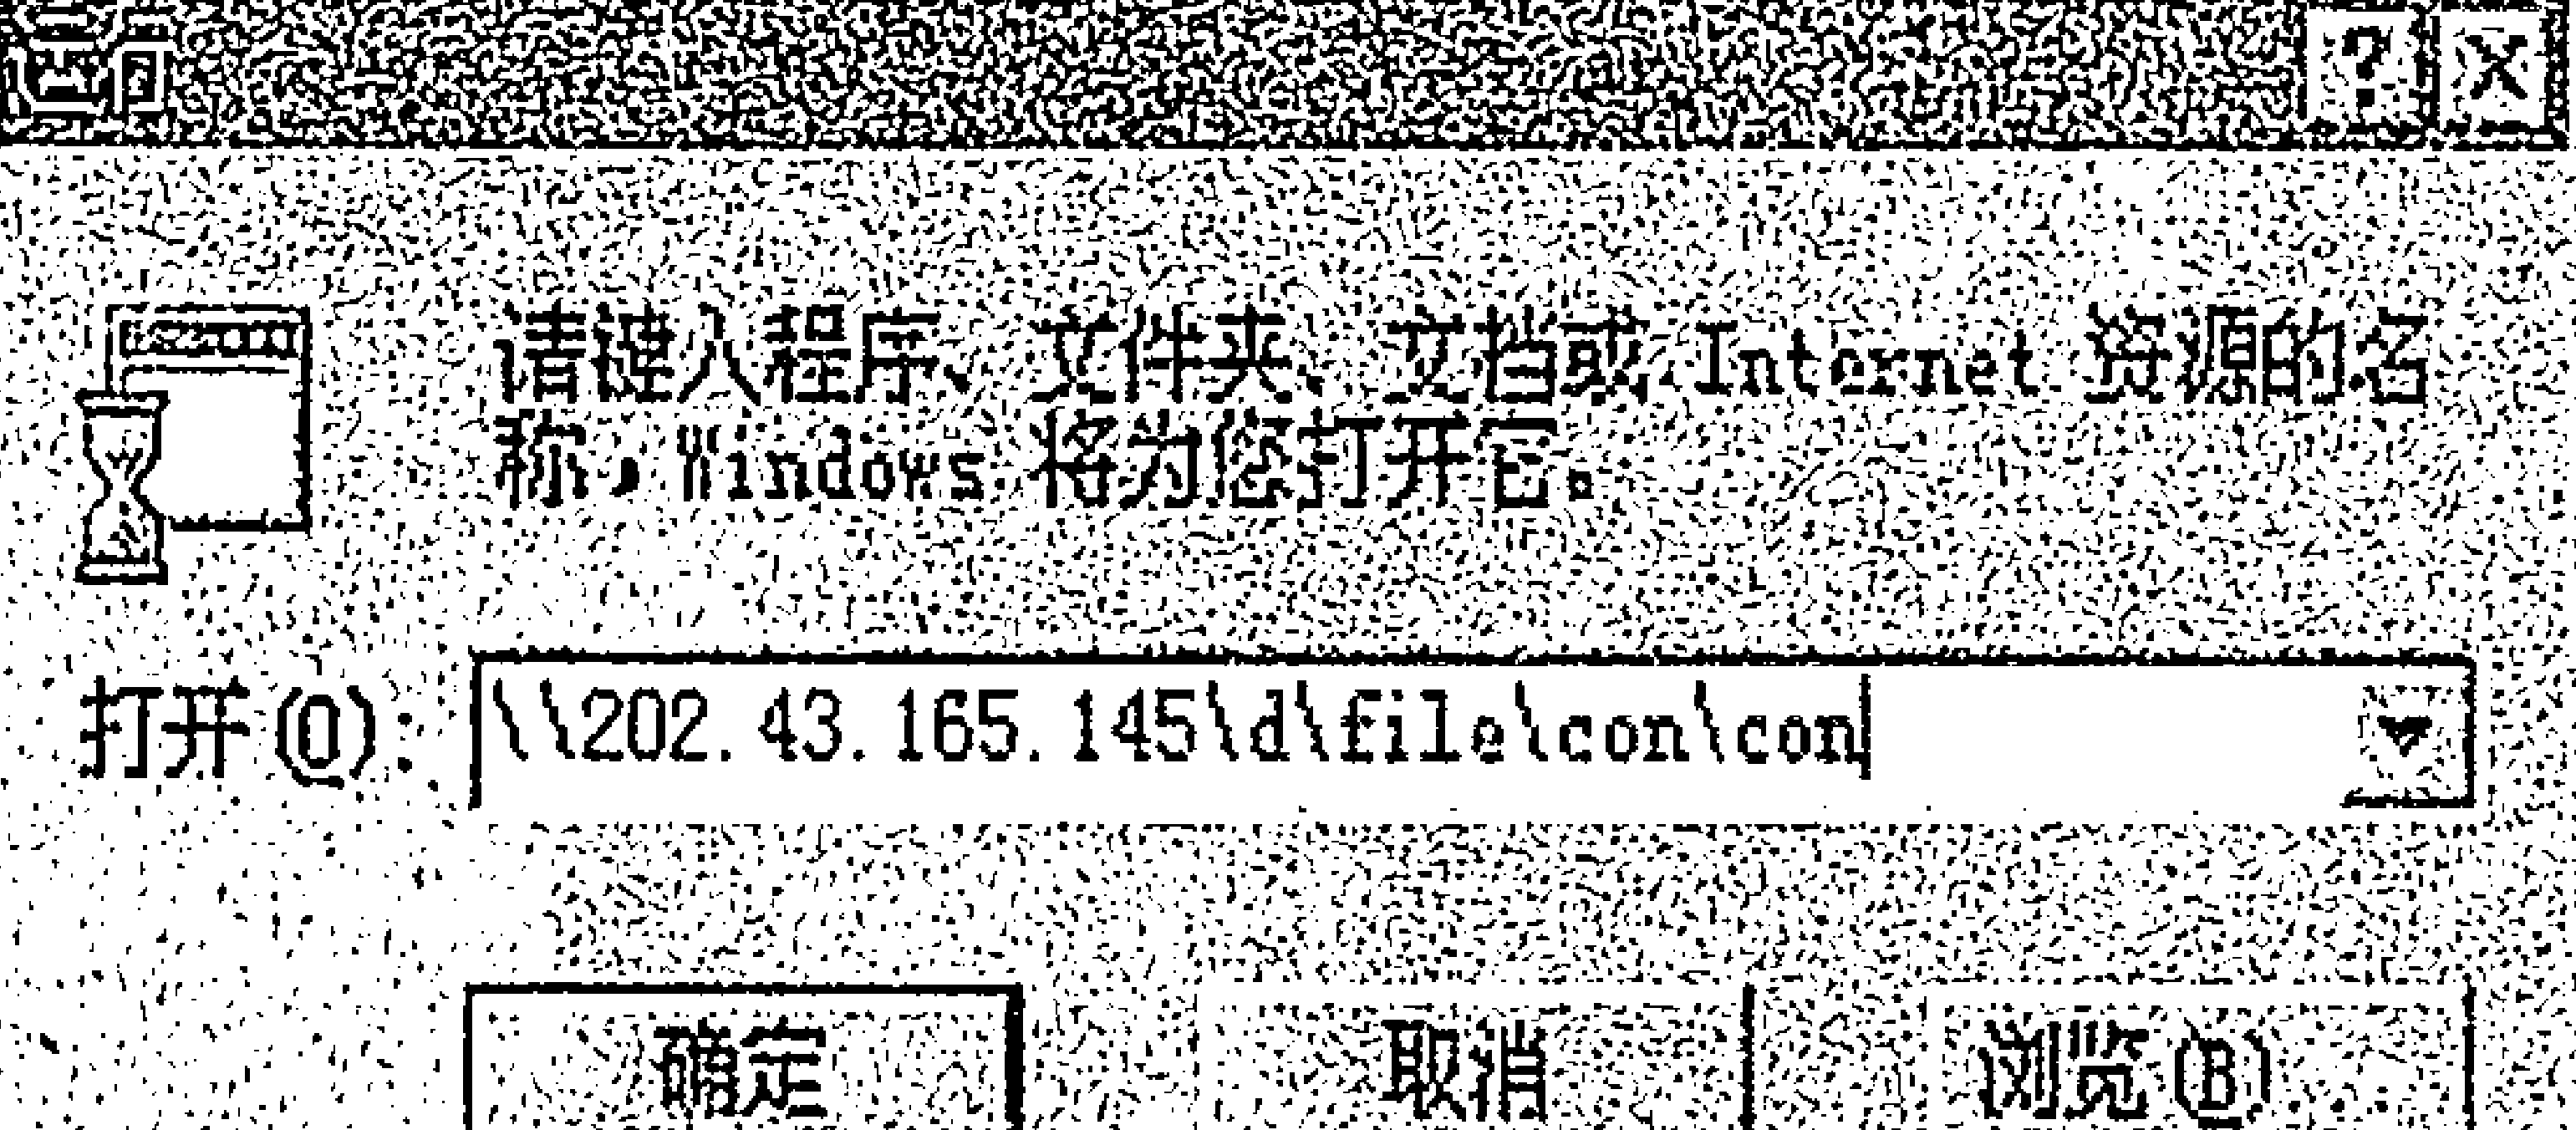 ?
请键入程序、文件夹、文档或 Internet 资源的名
称，Windows 将为您打开它。
打开(O): \\202.43.165.145\d\file\con\con
确定 取消 浏览(B)